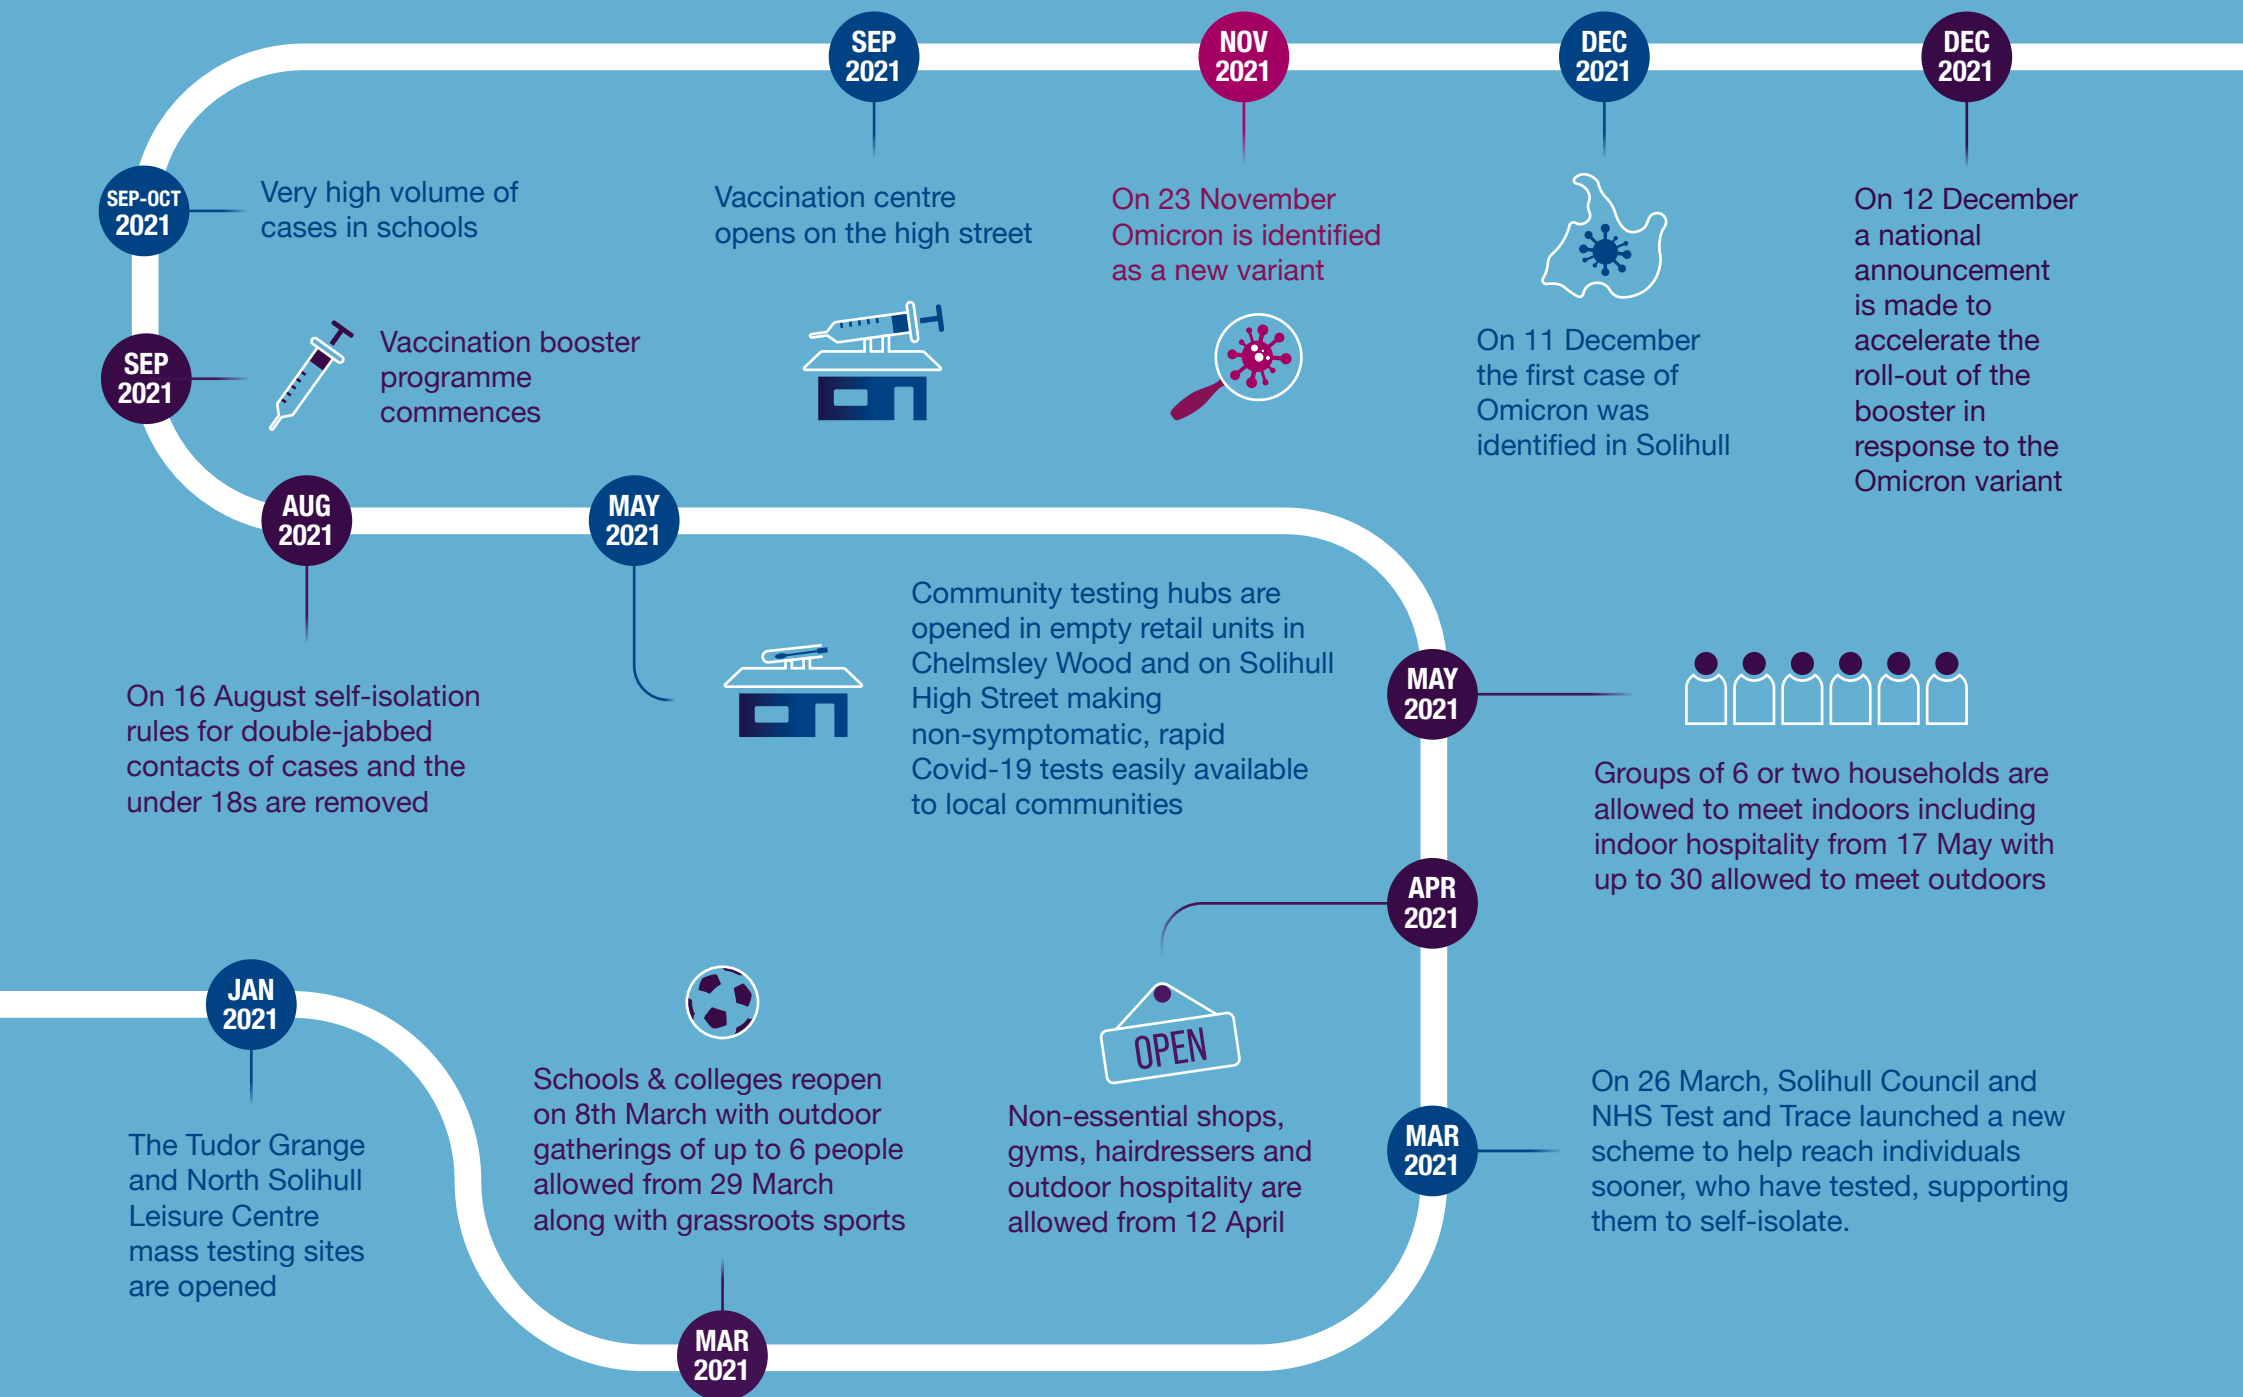 SEP
2021
NOV
2021
DEC
2021
DEC
2021
SEP-OCT
2021
Very high volume of
cases in schools
Vaccination centre
opens on the high street
On 23 November
Omicron is identified
as a new variant
On 11 December
the first case of
Omicron was
identified in Solihull
On 12 December
a national
announcement
is made to
accelerate the
roll-out of the
booster in
response to the
Omicron variant
SEP
2021
Vaccination booster
programme
commences
AUG
2021
On 16 August self-isolation
rules for double-jabbed
contacts of cases and the
under 18s are removed
MAY
2021
Community testing hubs are
opened in empty retail units in
Chelmsley Wood and on Solihull
High Street making
non-symptomatic, rapid
Covid-19 tests easily available
to local communities
MAY
2021
Groups of 6 or two households are
allowed to meet indoors including
indoor hospitality from 17 May with
up to 30 allowed to meet outdoors
APR
2021
OPEN
Non-essential shops,
gyms, hairdressers and
outdoor hospitality are
allowed from 12 April
JAN
2021
The Tudor Grange
and North Solihull
Leisure Centre
mass testing sites
are opened
Schools & colleges reopen
on 8th March with outdoor
gatherings of up to 6 people
allowed from 29 March
along with grassroots sports
MAR
2021
MAR
2021
On 26 March, Solihull Council and
NHS Test and Trace launched a new
scheme to help reach individuals
sooner, who have tested, supporting
them to self-isolate.